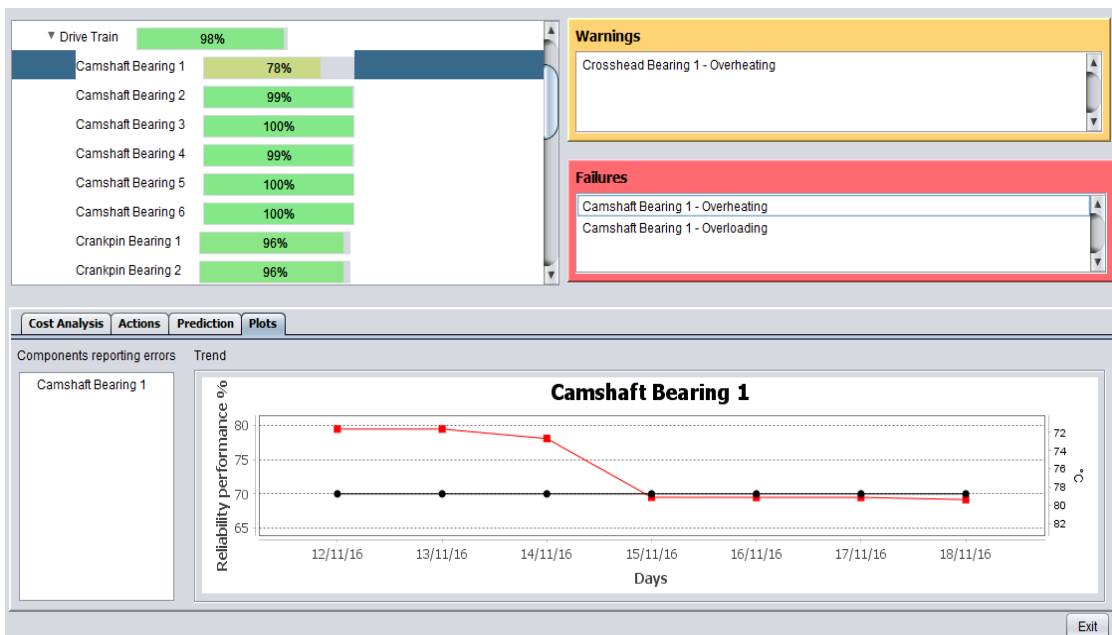 Drive Train 98%
Camshaft Bearing 1 78%
Camshaft Bearing 2 99%
Camshaft Bearing 3 100%
Camshaft Bearing 4 99%
Camshaft Bearing 5 100%
Camshaft Bearing 6 100%
Crankpin Bearing 1 96%
Crankpin Bearing 2 96%
Warnings
Crosshead Bearing 1 - Overheating
Failures
Camshaft Bearing 1 - Overheating
Camshaft Bearing 1 - Overloading
Cost Analysis Actions Prediction Plots
Components reporting errors Trend
Camshaft Bearing 1
Camshaft Bearing 1
Reliability performance %
80
75
70
65
72
74
76
78
80
82
°C
12/11/16 13/11/16 14/11/16 15/11/16 16/11/16 17/11/16 18/11/16
Days
Exit